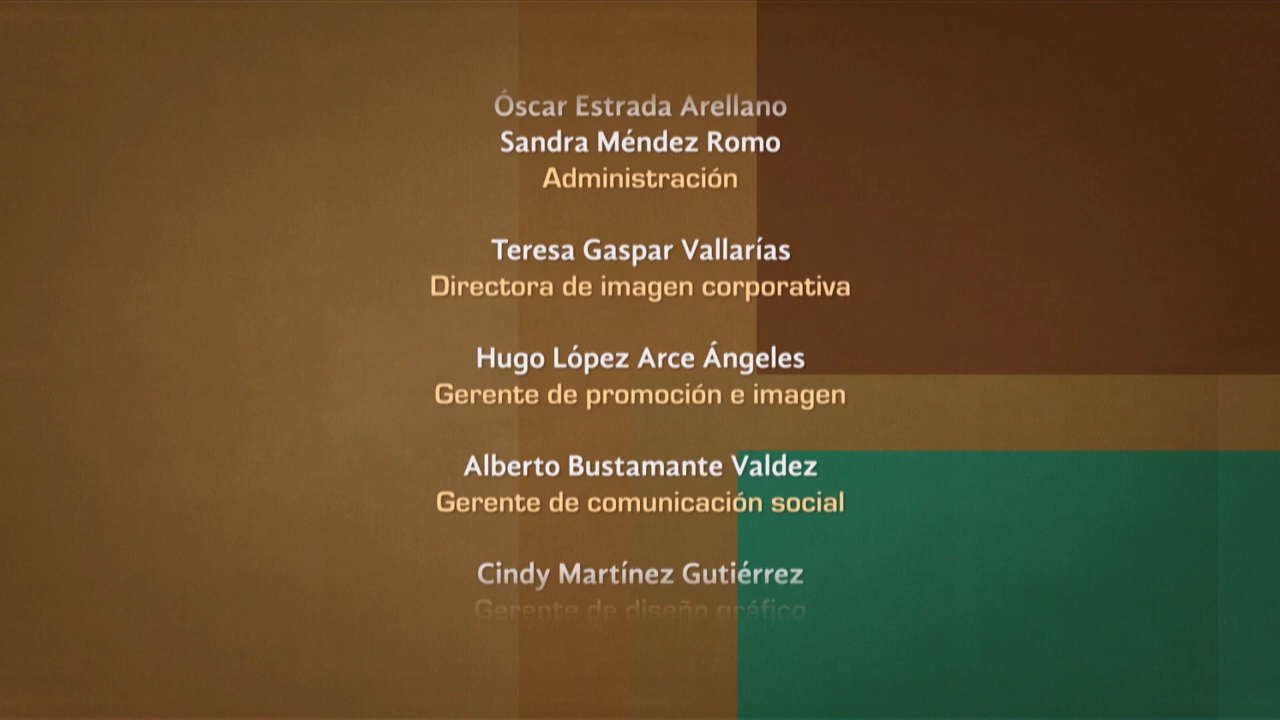 Óscar Estrada Arellano
Sandra Méndez Romo
Administración
Teresa Gaspar Vallarías
Directora de imagen corporativa
Hugo López Arce Ángeles
Gerente de promoción e imagen
Alberto Bustamante Valdez
Gerente de comunicación social
Cindy Martínez Gutiérrez
Gerente de diseño gráfico